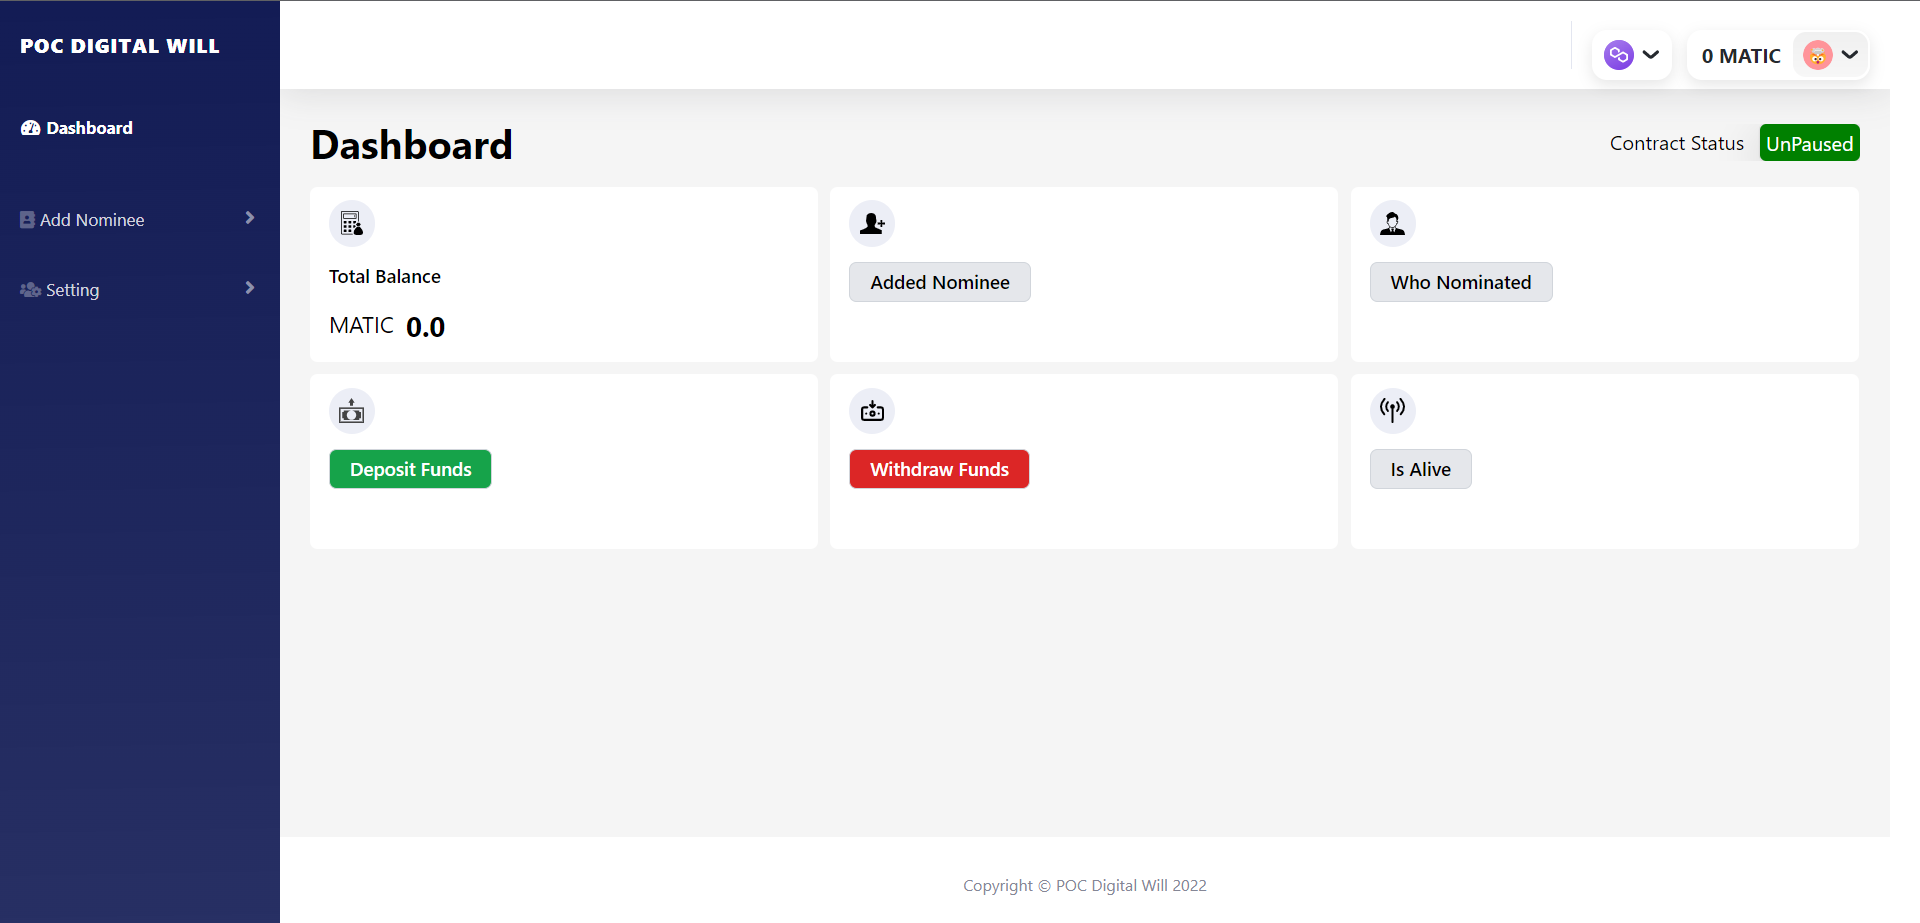 POC DIGITAL WILL
0 MATIC
Dashboard
Add Nominee
Setting
Dashboard
Contract Status UnPaused
Total Balance
MATIC 0.0
Added Nominee
Who Nominated
Deposit Funds
Withdraw Funds
Is Alive
Copyright © POC Digital Will 2022